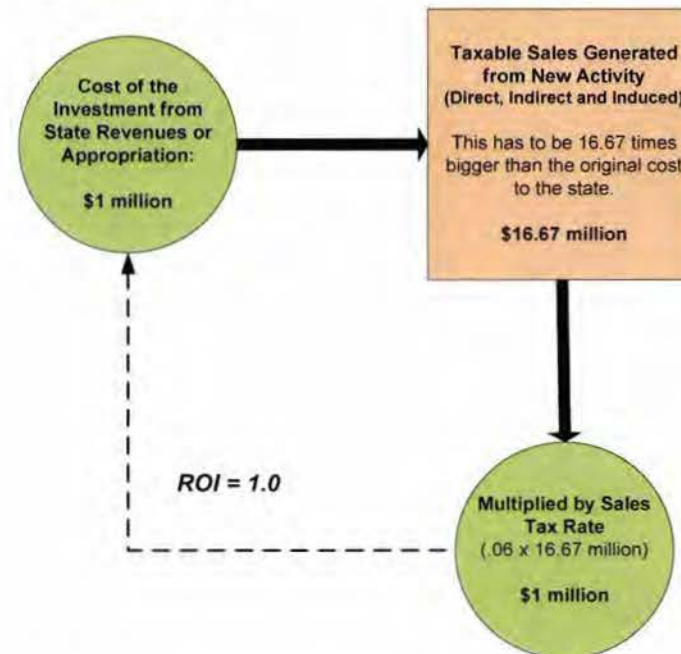 Cost of the
Investment from
State Revenues or
Appropriation:
$1 million
Taxable Sales Generated
from New Activity
(Direct, Indirect and Induced)
This has to be 16.67 times
bigger than the original cost
to the state.
$16.67 million
ROI = 1.0
Multiplied by Sales
Tax Rate
(.06 x 16.67 million)
$1 million